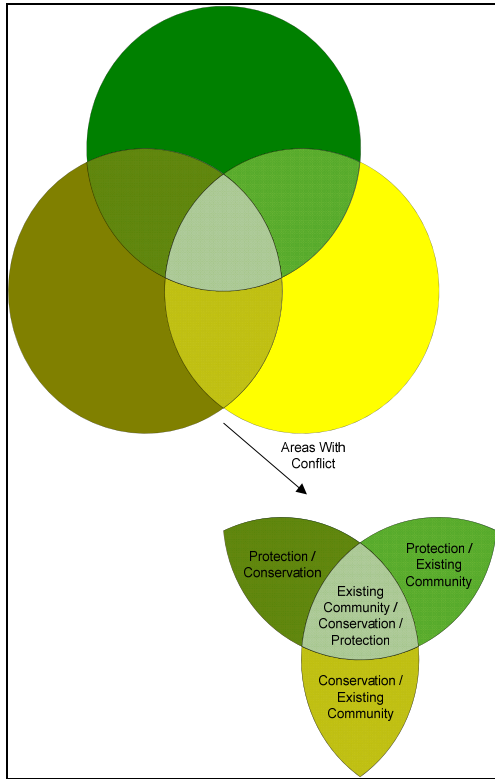 Areas With
Conflict
Protection /
Conservation
Protection /
Existing
Community
Existing
Community /
Conservation /
Protection
Conservation /
Existing
Community